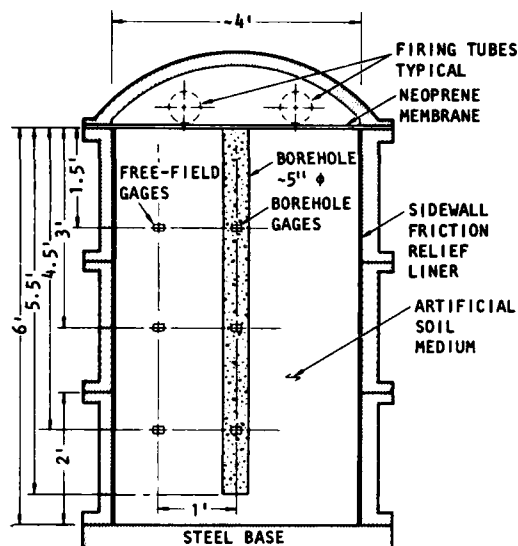 ~4'
FIRING TUBES
TYPICAL
NEOPRENE
MEMBRANE
BOREHOLE
~5" ϕ
FREE-FIELD
GAGES
BOREHOLE
GAGES
SIDEWALL
FRICTION
RELIEF
LINER
ARTIFICIAL
SOIL
MEDIUM
1.5'
3'
4.5'
5.5'
6'
2'
1'
STEEL BASE